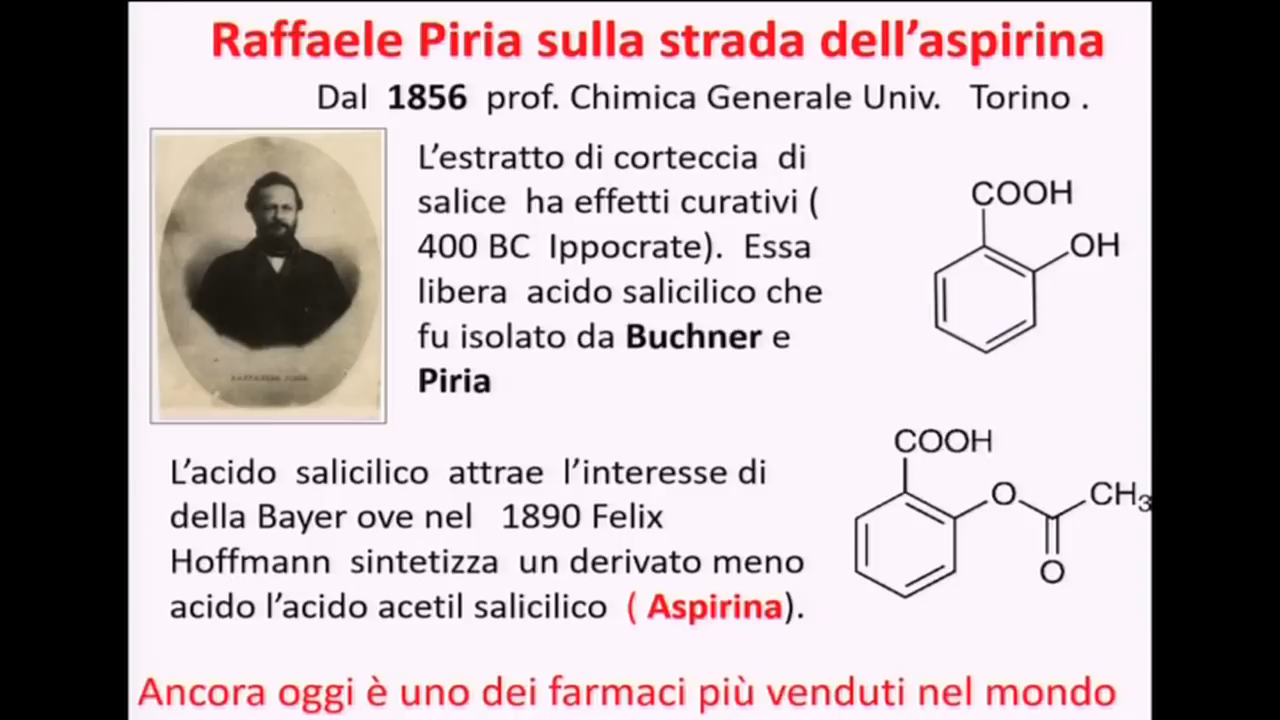 Raffaele Piria sulla strada dell’aspirina
Dal 1856 prof. Chimica Generale Univ. Torino .
L’estratto di corteccia di
salice ha effetti curativi (
400 BC Ippocrate). Essa
libera acido salicilico che
fu isolato da Buchner e
Piria
COOH
OH
RAFFAELE PIRIA
L’acido salicilico attrae l’interesse di
della Bayer ove nel 1890 Felix
Hoffmann sintetizza un derivato meno
acido l’acido acetil salicilico ( Aspirina).
COOH
O
CH3
O
Ancora oggi è uno dei farmaci più venduti nel mondo